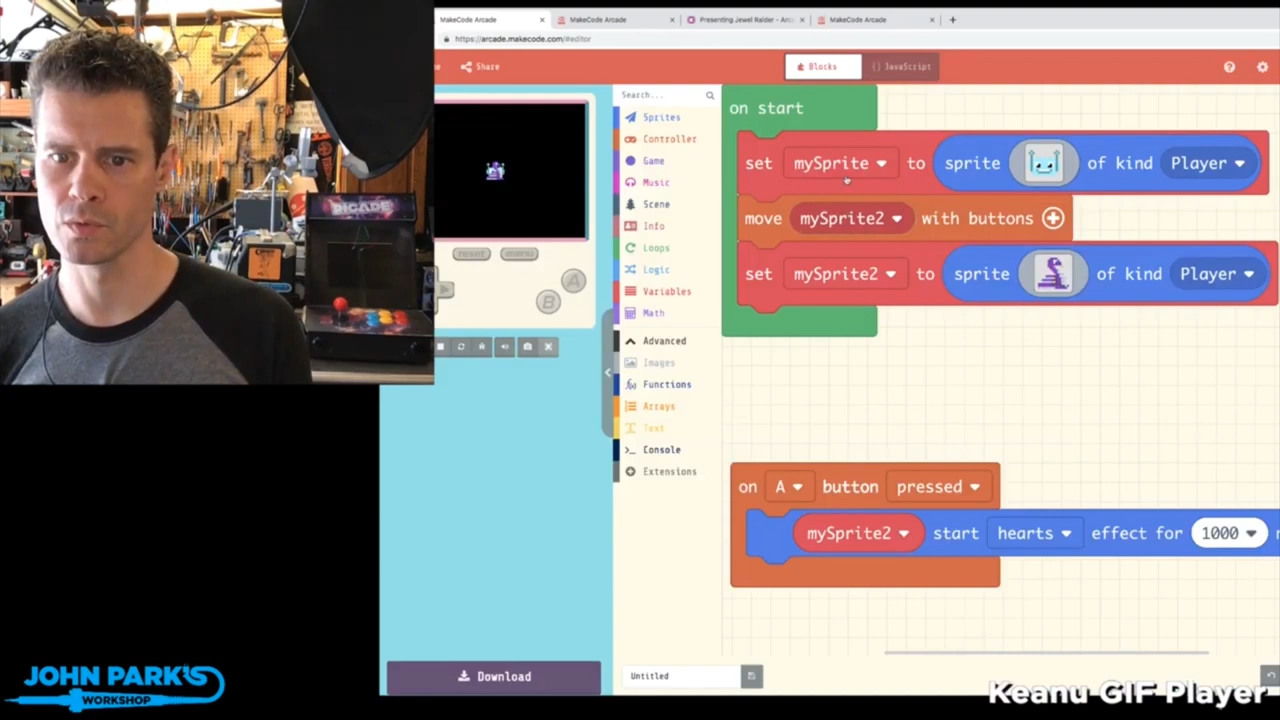 MakeCode Arcade
MakeCode Arcade
Presenting Jewel Raider - Arc
MakeCode Arcade
https://arcade.makecode.com/#editor
Share
Blocks
{} JavaScript
Search...
Sprites
Controller
Game
Music
Scene
Info
Loops
Logic
Variables
Math
Advanced
Images
Functions
Arrays
Text
Console
Extensions
on start
set mySprite to sprite of kind Player
move mySprite2 with buttons
set mySprite2 to sprite of kind Player
on A button pressed
mySprite2 start hearts effect for 1000
reset menu
A
B
Download
Untitled
JOHN PARK'S
WORKSHOP
Keanu GIF Player